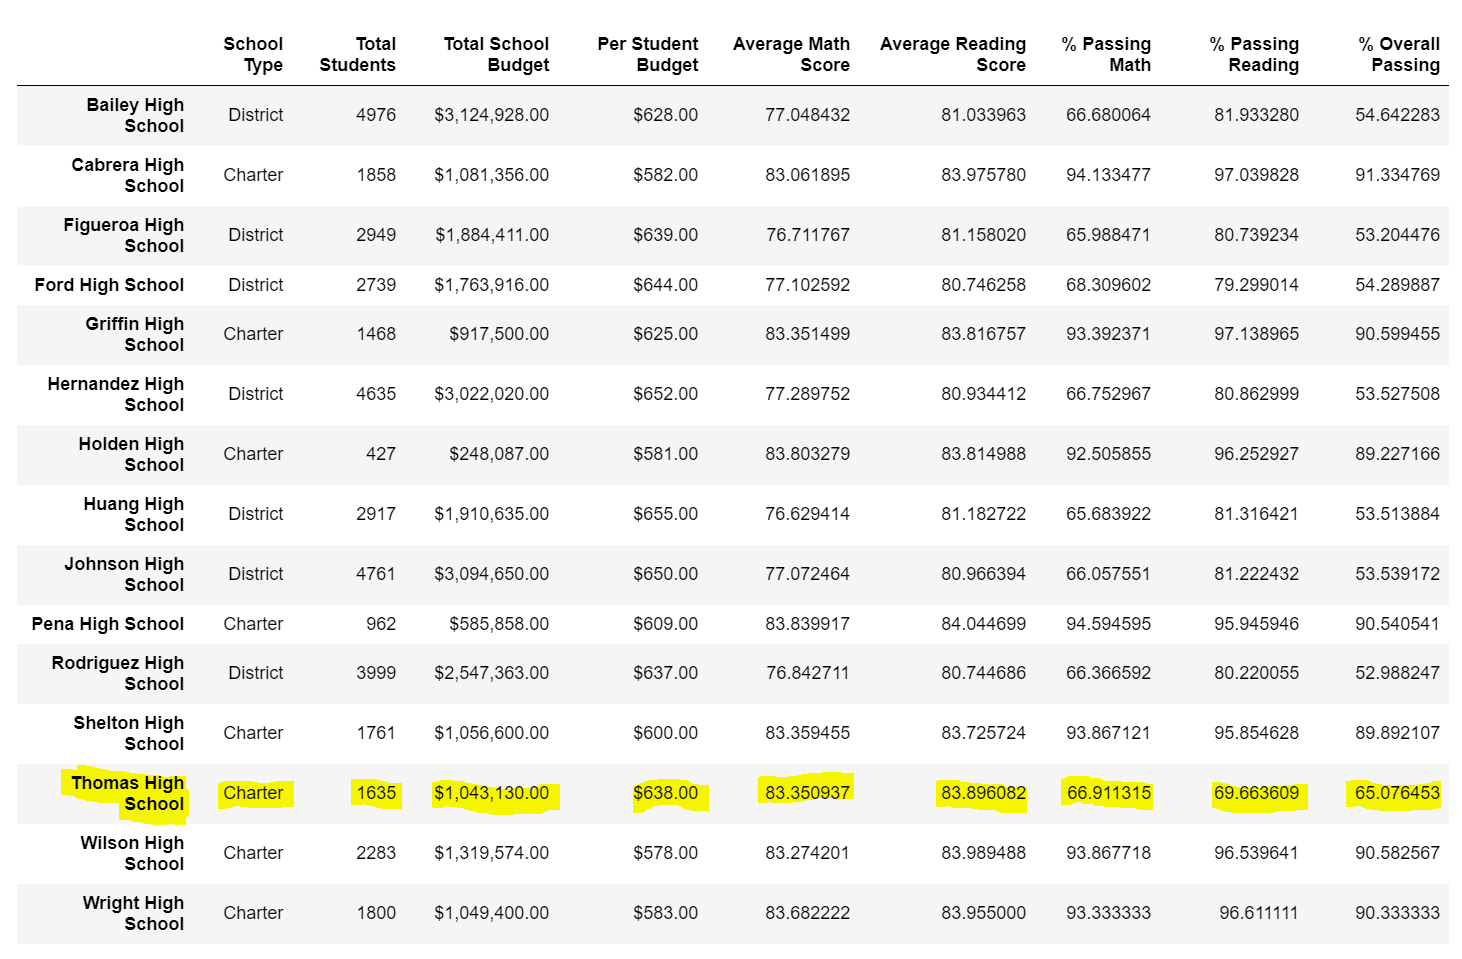 School Type Total Students Total School Budget Per Student Budget Average Math Score Average Reading Score % Passing Math % Passing Reading % Overall Passing
Bailey High School District 4976 $3,124,928.00 $628.00 77.048432 81.033963 66.680064 81.933280 54.642283
Cabrera High School Charter 1858 $1,081,356.00 $582.00 83.061895 83.975780 94.133477 97.039828 91.334769
Figueroa High School District 2949 $1,884,411.00 $639.00 76.711767 81.158020 65.988471 80.739234 53.204476
Ford High School District 2739 $1,763,916.00 $644.00 77.102592 80.746258 68.309602 79.299014 54.289887
Griffin High School Charter 1468 $917,500.00 $625.00 83.351499 83.816757 93.392371 97.138965 90.599455
Hernandez High School District 4635 $3,022,020.00 $652.00 77.289752 80.934412 66.752967 80.862999 53.527508
Holden High School Charter 427 $248,087.00 $581.00 83.803279 83.814988 92.505855 96.252927 89.227166
Huang High School District 2917 $1,910,635.00 $655.00 76.629414 81.182722 65.683922 81.316421 53.513884
Johnson High School District 4761 $3,094,650.00 $650.00 77.072464 80.966394 66.057551 81.222432 53.539172
Pena High School Charter 962 $585,858.00 $609.00 83.839917 84.044699 94.594595 95.945946 90.540541
Rodriguez High School District 3999 $2,547,363.00 $637.00 76.842711 80.744686 66.366592 80.220055 52.988247
Shelton High School Charter 1761 $1,056,600.00 $600.00 83.359455 83.725724 93.867121 95.854628 89.892107
Thomas High School Charter 1635 $1,043,130.00 $638.00 83.350937 83.896082 66.911315 69.663609 65.076453
Wilson High School Charter 2283 $1,319,574.00 $578.00 83.274201 83.989488 93.867718 96.539641 90.582567
Wright High School Charter 1800 $1,049,400.00 $583.00 83.682222 83.955000 93.333333 96.611111 90.333333